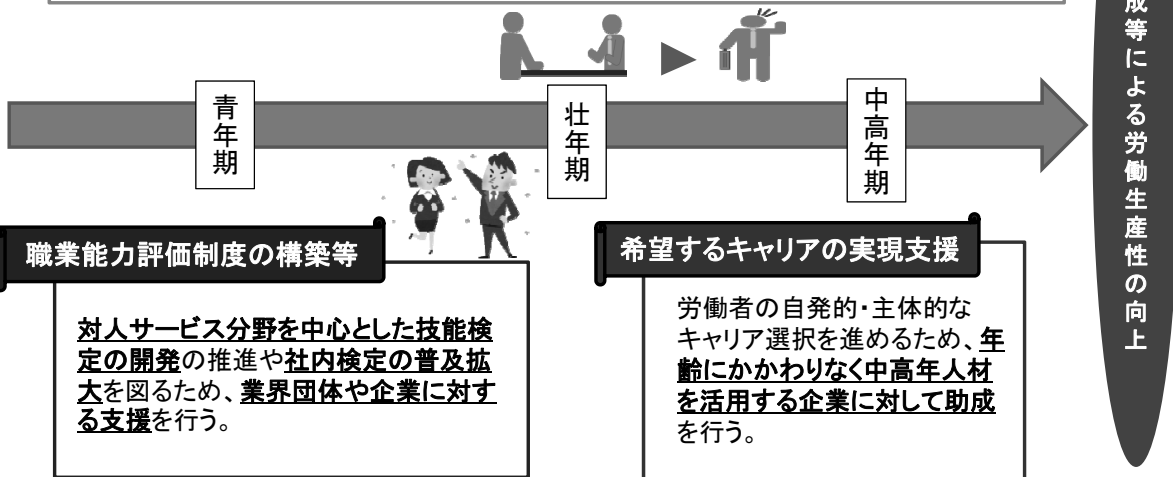 青年期
壮年期
中高年期
職業能力評価制度の構築等
対人サービス分野を中心とした技能検
定の開発の推進や社内検定の普及拡
大を図るため、業界団体や企業に対す
る支援を行う。
希望するキャリアの実現支援
労働者の自発的・主体的な
キャリア選択を進めるため、年
齢にかかわりなく中高年人材
を活用する企業に対して助成
を行う。
成等による労働生産性の向上